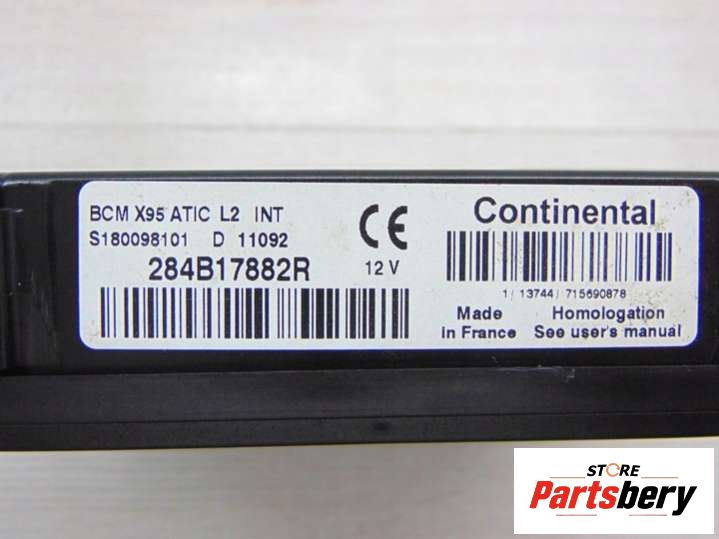 BCM X95 ATIC L2 INT
S180098101 D 11092
284B17882R
CE
12 V
Continental
1/ 13744/ 715690878
Made in France
Homologation See user's manual
STORE
Partsbery